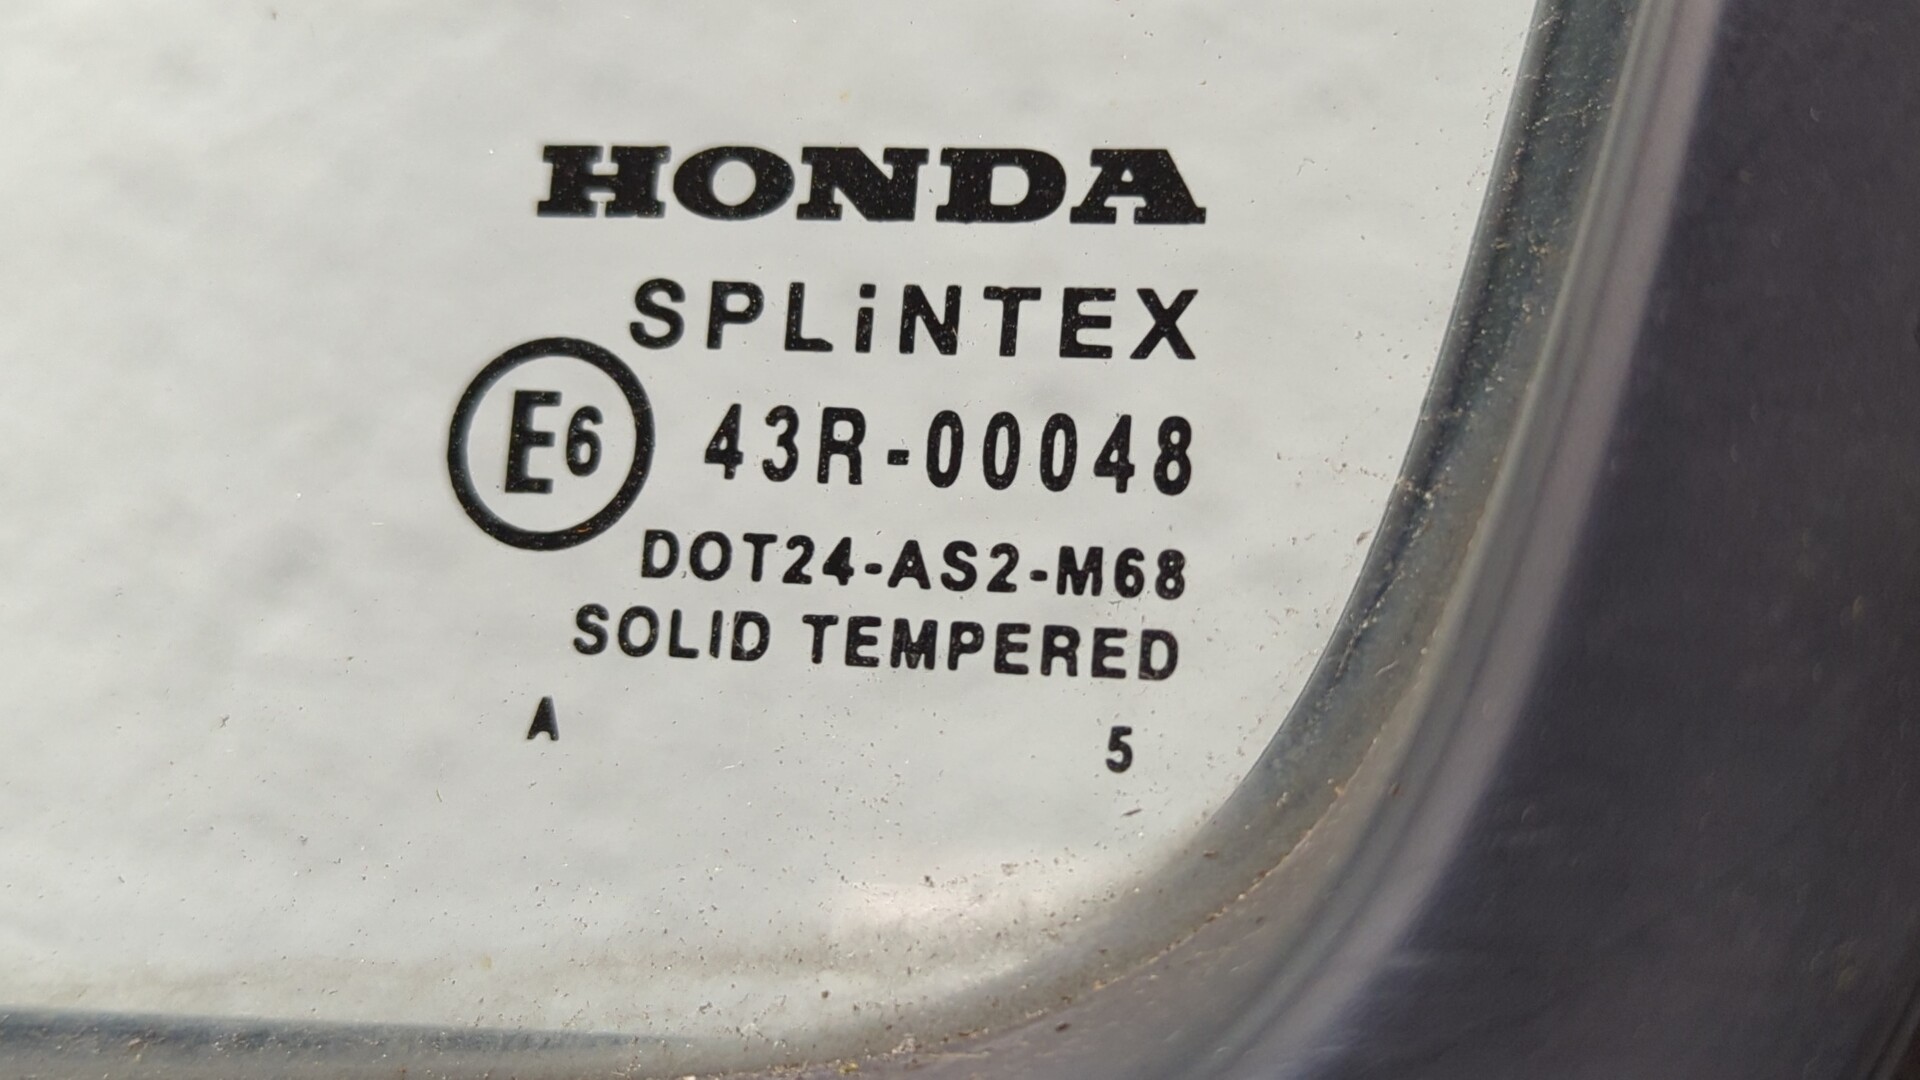 HONDA
SPLiNTEX
E6 43R-00048
DOT24-AS2-M68
SOLID TEMPERED
A 5